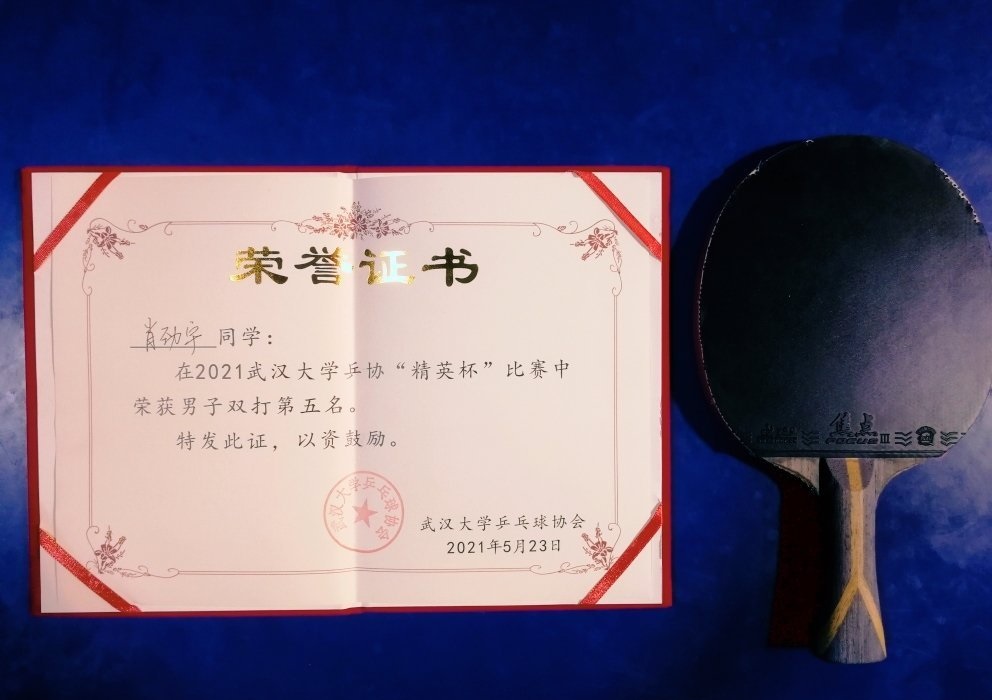 荣誉证书
肖劲宇 同学：
在2021武汉大学乒协“精英杯”比赛中
荣获男子双打第五名。
特发此证，以资鼓励。
武汉大学乒乓球协会
武汉大学乒乓球协会
2021年5月23日
焦点